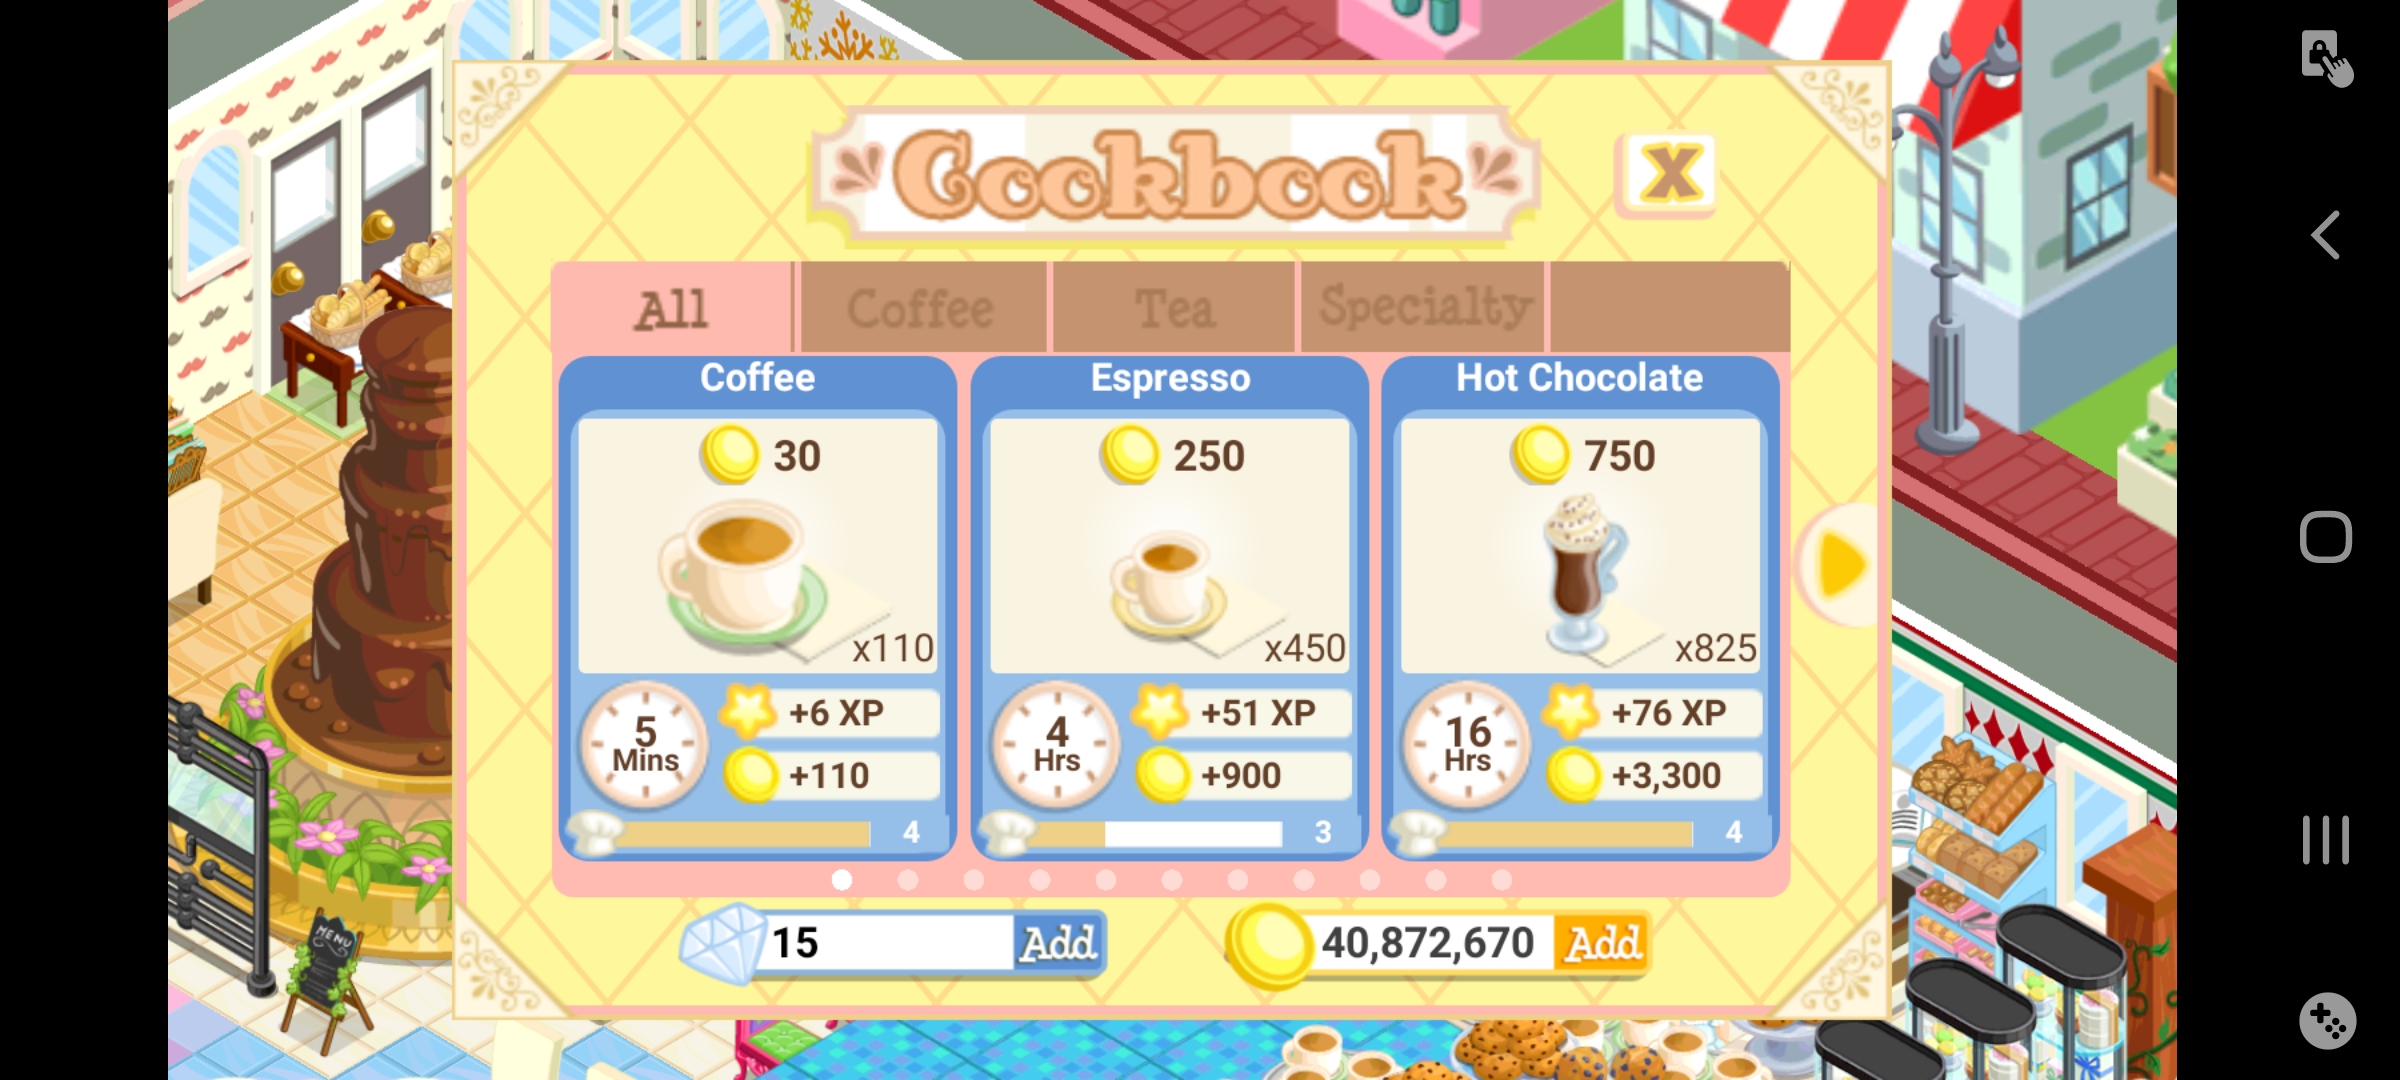 Cookbook
X
All
Coffee
Tea
Specialty
Coffee
30
x110
5
Mins
+6 XP
+110
4
Espresso
250
x450
4
Hrs
+51 XP
+900
3
Hot Chocolate
750
x825
16
Hrs
+76 XP
+3,300
4
15
Add
40,872,670
Add
MENU